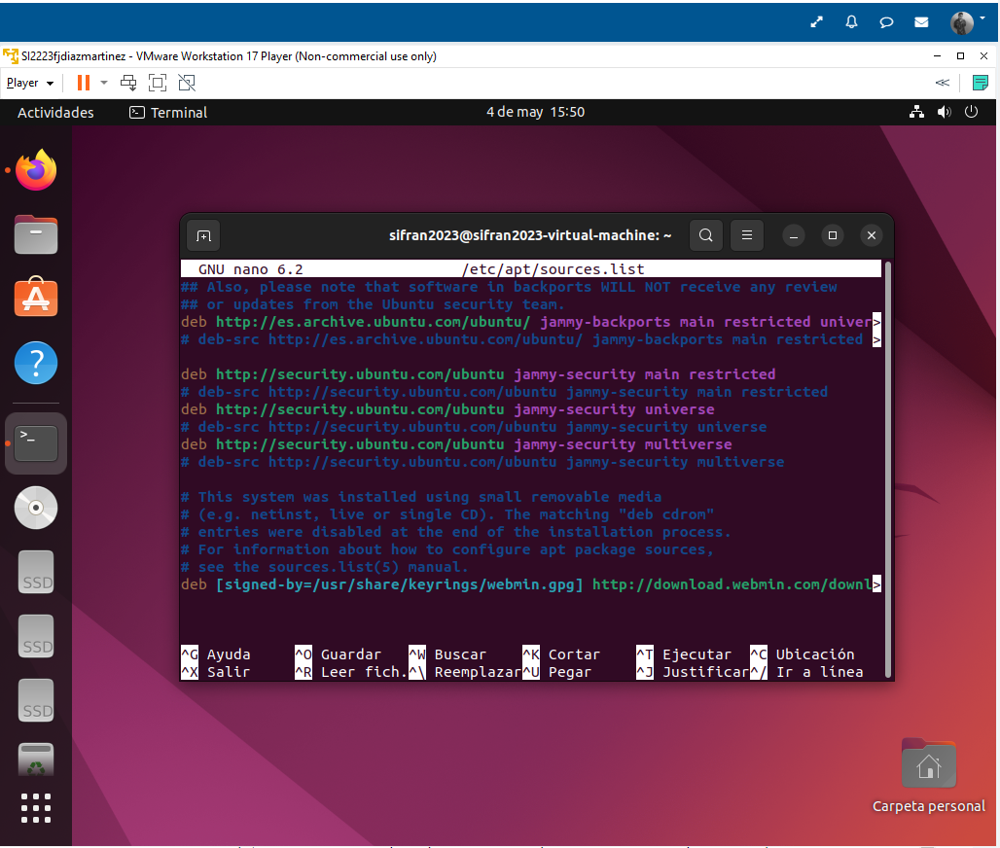 SI2223fjdiazmartinez - VMware Workstation 17 Player (Non-commercial use only)
Player
Actividades
Terminal
4 de may 15:50
sifran2023@sifran2023-virtual-machine: ~
GNU nano 6.2 /etc/apt/sources.list
## Also, please note that software in backports WILL NOT receive any review
## or updates from the Ubuntu security team.
deb http://es.archive.ubuntu.com/ubuntu/ jammy-backports main restricted univer>
# deb-src http://es.archive.ubuntu.com/ubuntu/ jammy-backports main restricted >
deb http://security.ubuntu.com/ubuntu jammy-security main restricted
# deb-src http://security.ubuntu.com/ubuntu jammy-security main restricted
deb http://security.ubuntu.com/ubuntu jammy-security universe
# deb-src http://security.ubuntu.com/ubuntu jammy-security universe
deb http://security.ubuntu.com/ubuntu jammy-security multiverse
# deb-src http://security.ubuntu.com/ubuntu jammy-security multiverse
# This system was installed using small removable media
# (e.g. netinst, live or single CD). The matching "deb cdrom"
# entries were disabled at the end of the installation process.
# For information about how to configure apt package sources,
# see the sources.list(5) manual.
deb [signed-by=/usr/share/keyrings/webmin.gpg] http://download.webmin.com/downl>
^G Ayuda ^O Guardar ^W Buscar ^K Cortar ^T Ejecutar ^C Ubicación
^X Salir ^R Leer fich. ^\ Reemplazar ^U Pegar ^J Justificar ^/ Ir a línea
SSD
SSD
SSD
Carpeta personal